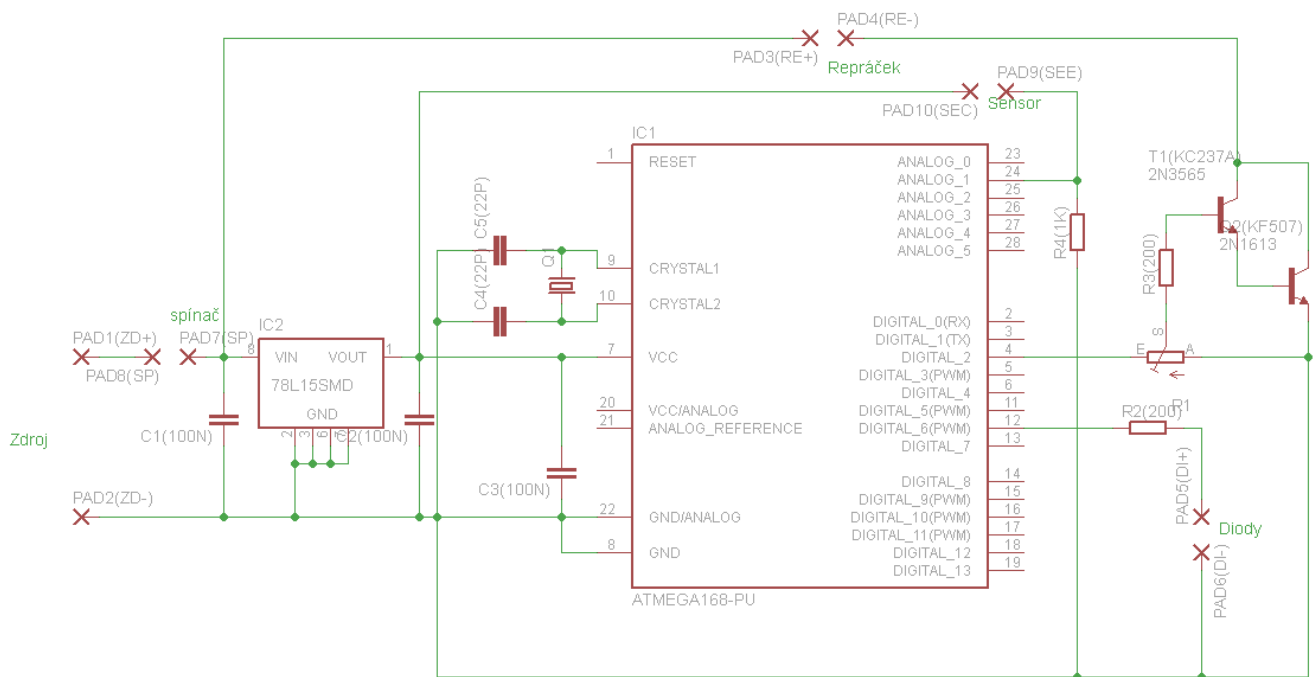 PAD4(RE-)
PAD3(RE+)
Repráček
PAD9(SEE)
PAD10(SEC)
Sensor
IC1
1
RESET
ANALOG_0
23
ANALOG_1
24
ANALOG_2
25
ANALOG_3
26
ANALOG_4
27
ANALOG_5
28
T1(KC237A)
2N3565
Q2(KF507)
2N1613
R4(1K)
R3(200)
C5(22P)
C4(22P)
Q1
9
CRYSTAL1
10
CRYSTAL2
spínač
PAD1(ZD+)
PAD7(SP)
PAD8(SP)
IC2
8
VIN
VOUT
1
78L15SMD
GND
2
3
6
7
C1(100N)
C2(100N)
C3(100N)
Zdroj
PAD2(ZD-)
7
VCC
20
VCC/ANALOG
21
ANALOG_REFERENCE
22
GND/ANALOG
8
GND
DIGITAL_0(RX)
2
DIGITAL_1(TX)
3
DIGITAL_2
4
DIGITAL_3(PWM)
5
DIGITAL_4
6
DIGITAL_5(PWM)
11
DIGITAL_6(PWM)
12
DIGITAL_7
13
DIGITAL_8
14
DIGITAL_9(PWM)
15
DIGITAL_10(PWM)
16
DIGITAL_11(PWM)
17
DIGITAL_12
18
DIGITAL_13
19
E
S
A
R1
R2(200)
PAD5(DI+)
Diody
PAD6(DI-)
ATMEGA168-PU